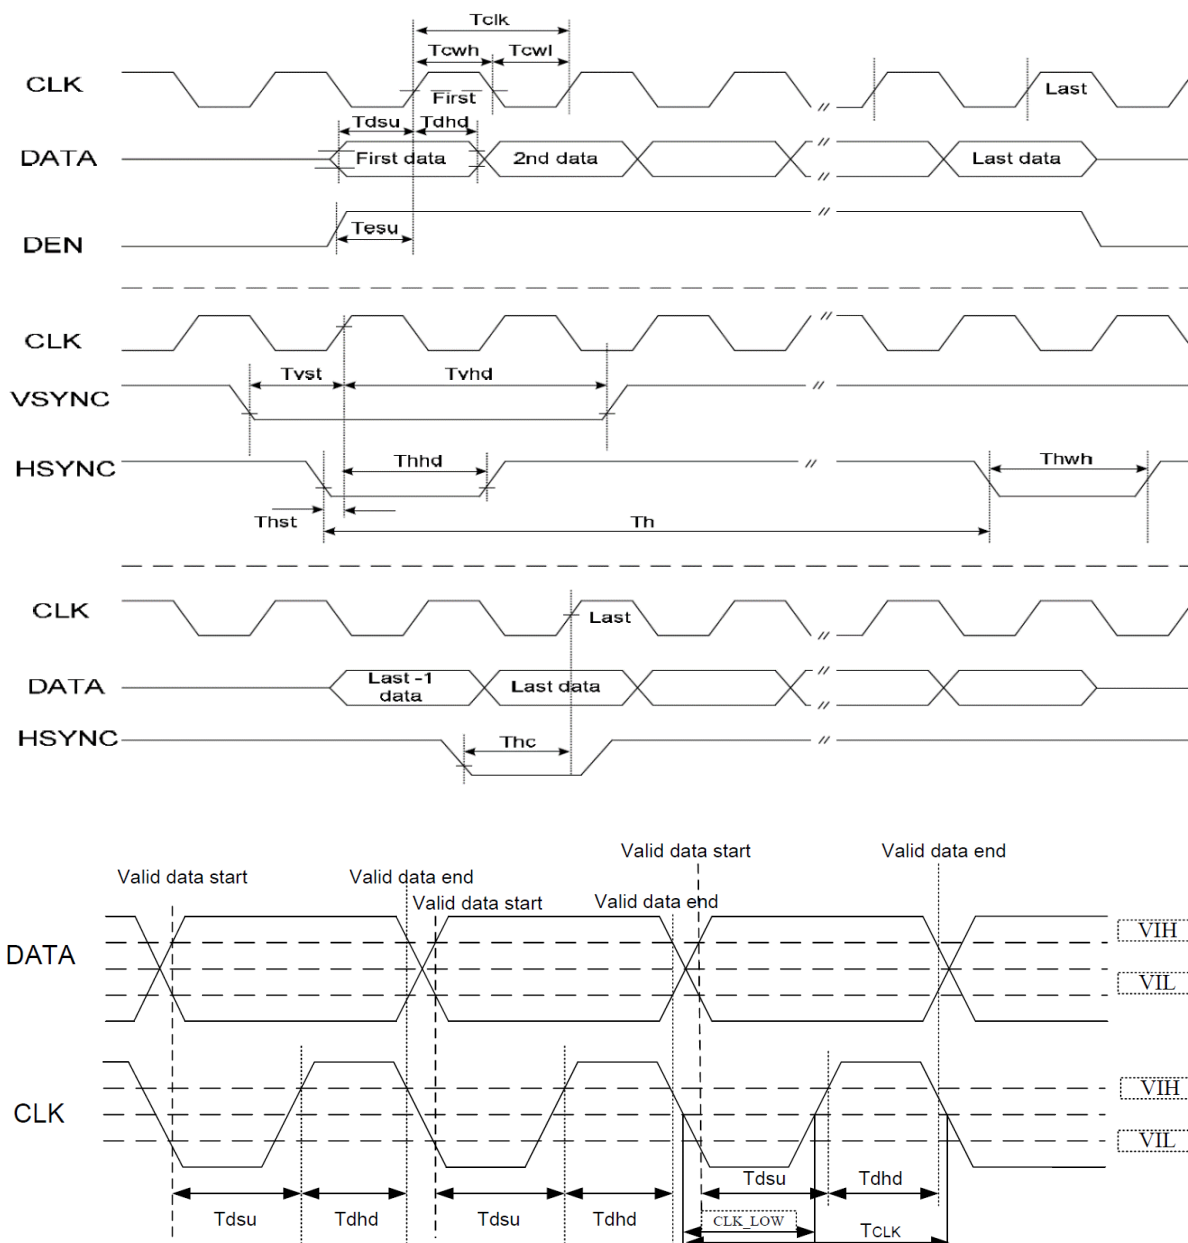 Tclk
Tcwh Tcwl
CLK First Last
Tdsu Tdhd
DATA First data 2nd data // Last data
//
DEN Tesu
CLK //
Tvst Tvhd
VSYNC //
HSYNC Thhd // Thwh
Thst Th
CLK Last //
DATA Last -1 data Last data //
HSYNC Thc //
Valid data start Valid data end
Valid data start Valid data end
Valid data start Valid data end
DATA VIH
VIL
CLK VIH
VIL
Tdsu Tdhd Tdsu Tdhd Tdsu Tdhd
CLK_LOW TCLK